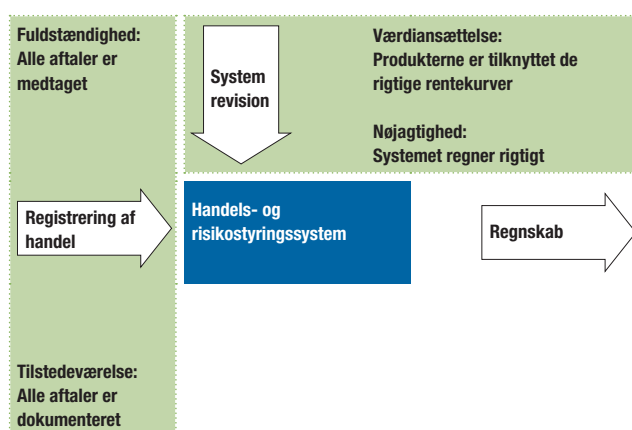 Fuldstændighed:
Alle aftaler er
medtaget
System
revision
Værdiansættelse:
Produkterne er tilknyttet de
rigtige rentekurver
Nøjagtighed:
Systemet regner rigtigt
Registrering af
handel
Handels- og
risikostyringssystem
Regnskab
Tilstedeværelse:
Alle aftaler er
dokumenteret